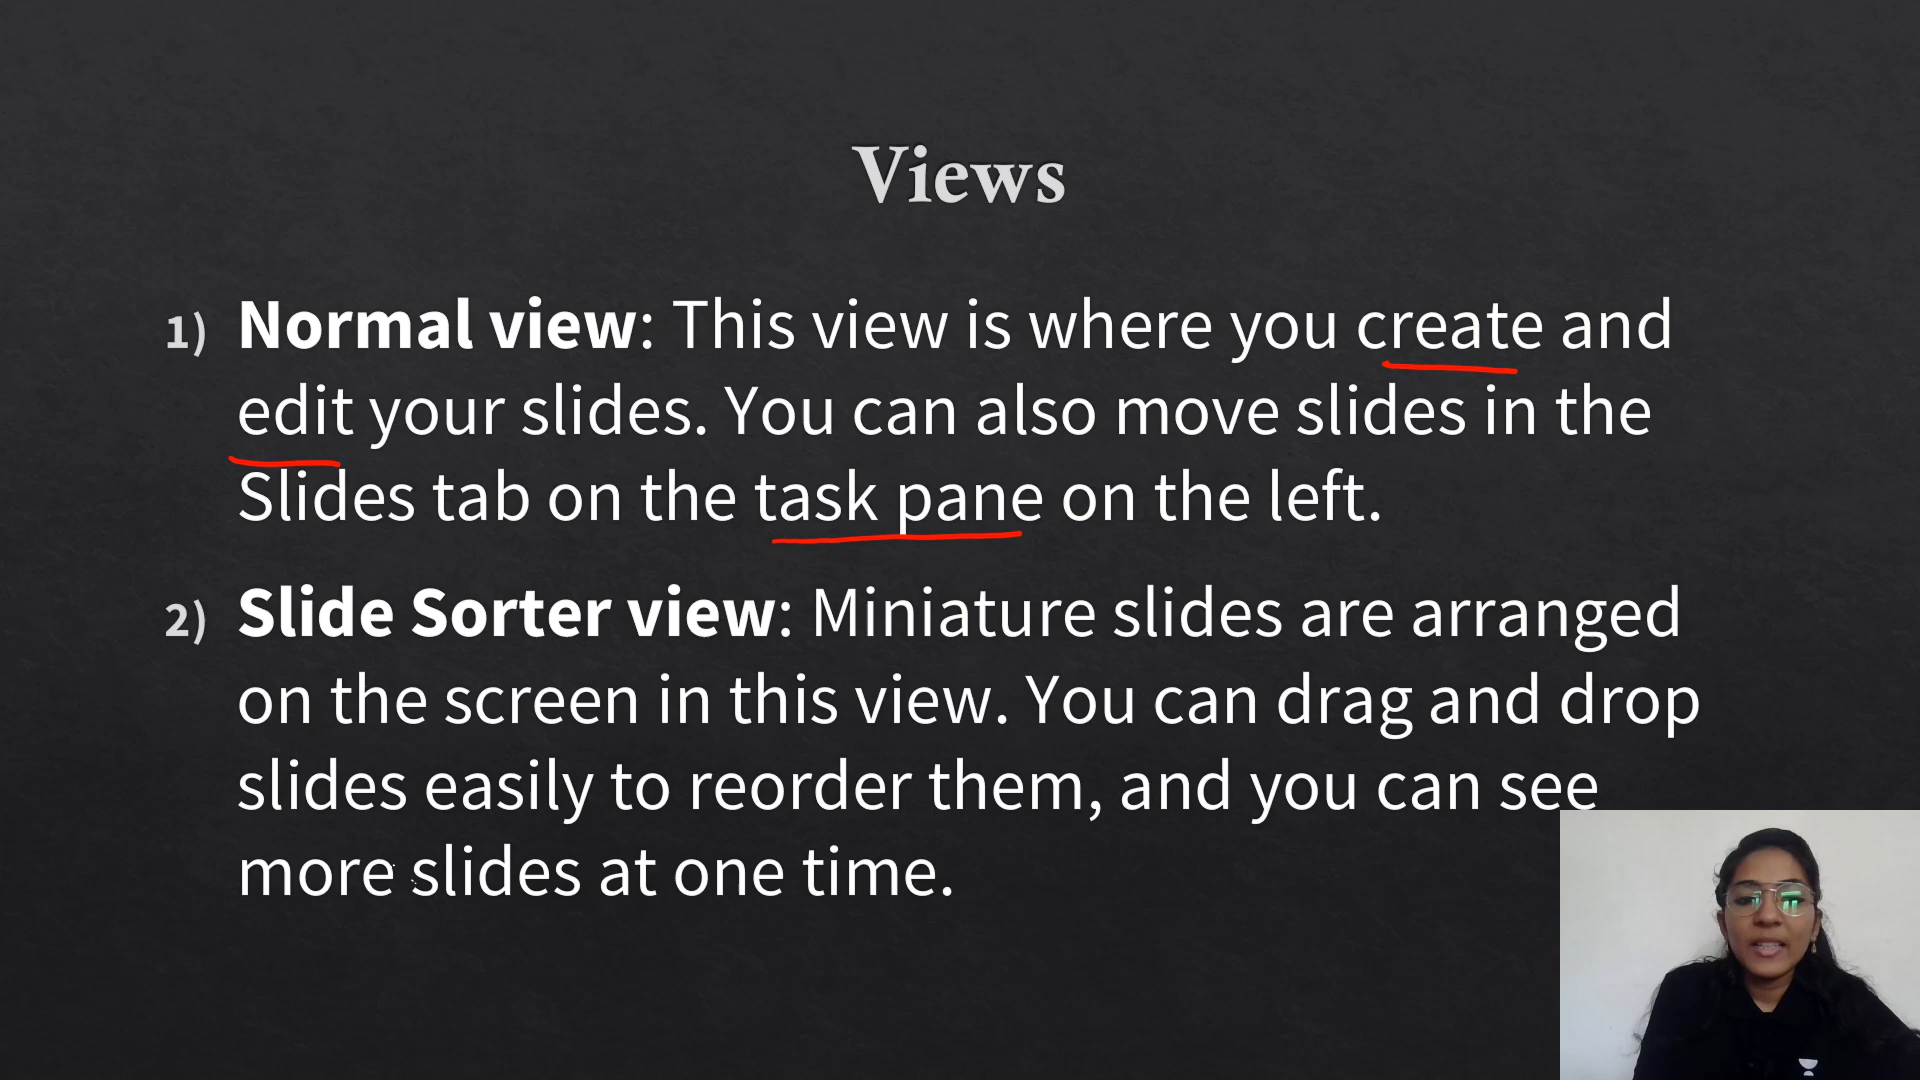 Views
1) Normal view: This view is where you create and
edit your slides. You can also move slides in the
Slides tab on the task pane on the left.
2) Slide Sorter view: Miniature slides are arranged
on the screen in this view. You can drag and drop
slides easily to reorder them, and you can see
more slides at one time.